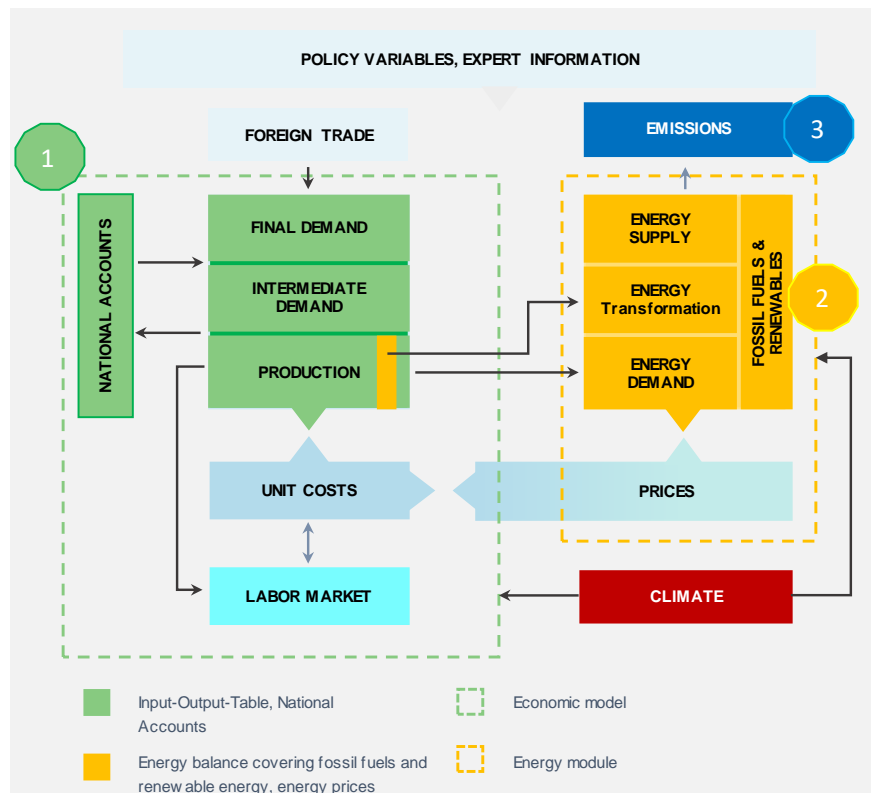 POLICY VARIABLES, EXPERT INFORMATION
FOREIGN TRADE
EMISSIONS
3
1
NATIONAL ACCOUNTS
FINAL DEMAND
INTERMEDIATE
DEMAND
PRODUCTION
ENERGY
SUPPLY
ENERGY
Transformation
ENERGY
DEMAND
FOSSIL FUELS &
RENEWABLES
2
UNIT COSTS
PRICES
LABOR MARKET
CLIMATE
Input-Output-Table, National
Accounts
Economic model
Energy balance covering fossil fuels and
renewable energy, energy prices
Energy module